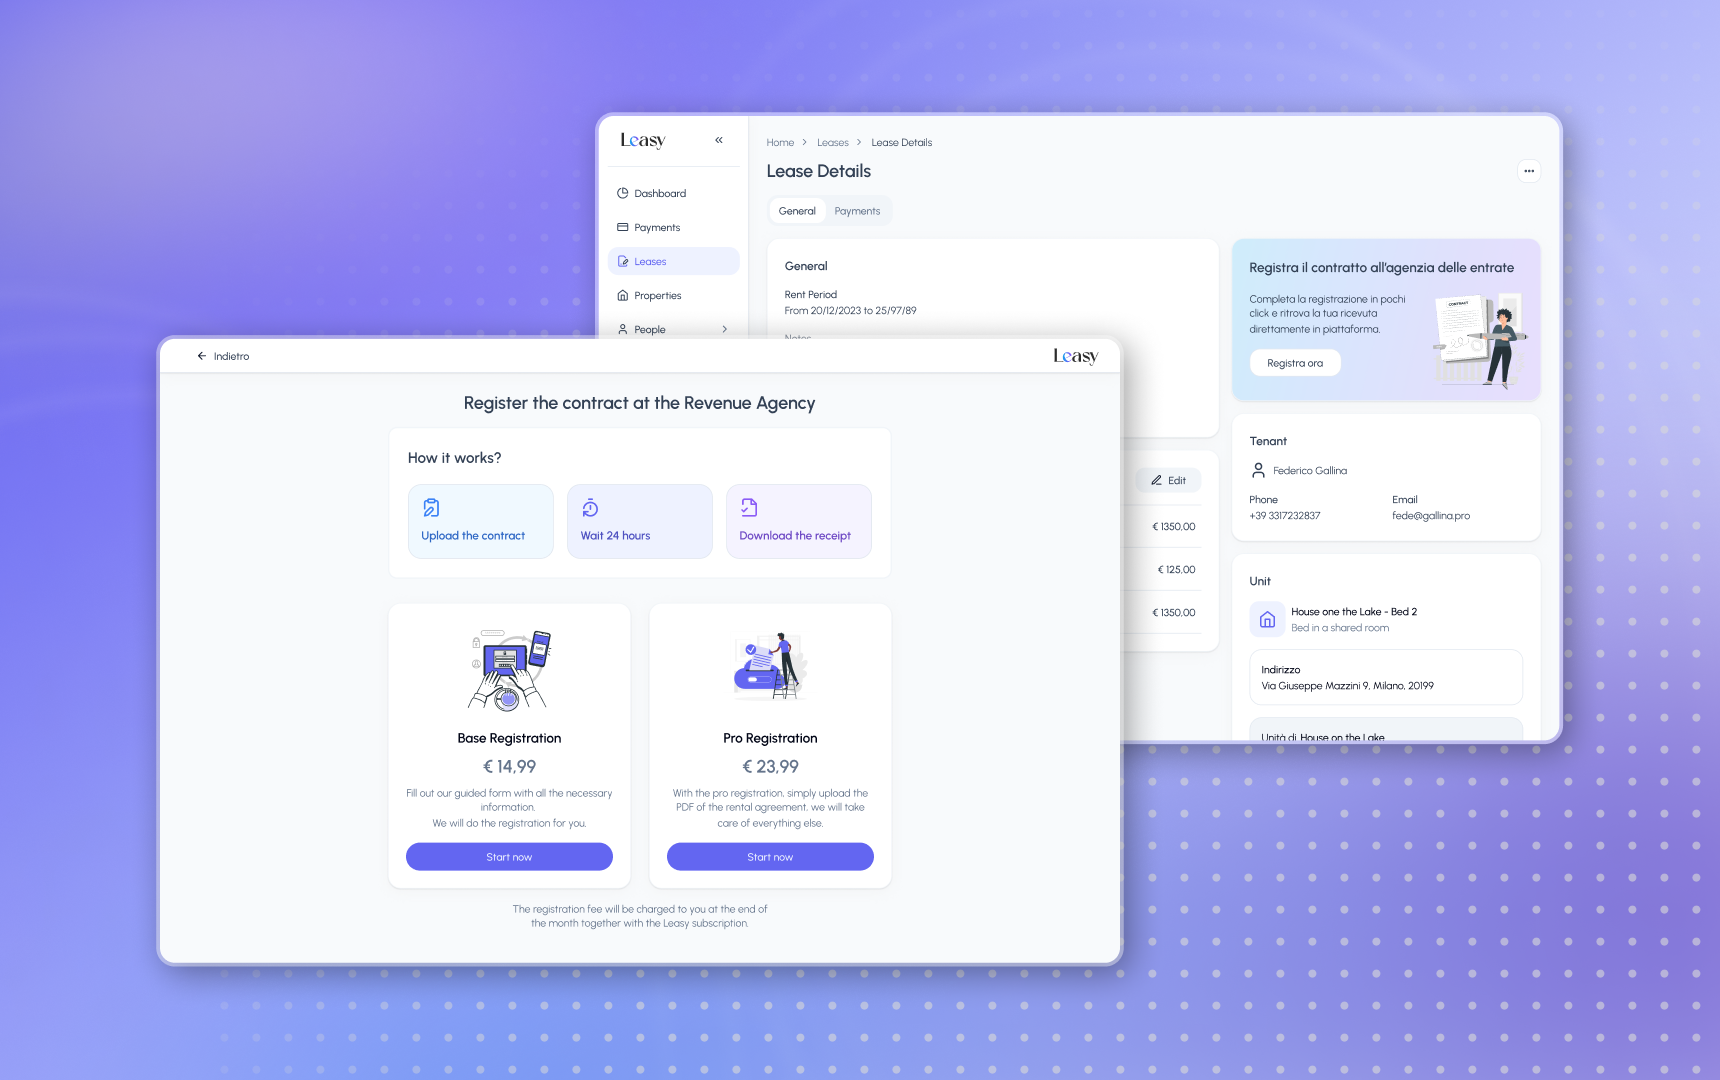 Leasy
Dashboard
Payments
Leases
Properties
People
Home > Leases > Lease Details
Lease Details
General
Payments
General
Rent Period
From 20/12/2023 to 25/97/89
Notes
Edit
€ 1350,00
€ 125,00
€ 1350,00
Registra il contratto all'agenzia delle entrate
Completa la registrazione in pochi
click e ritrova la tua ricevuta
direttamente in piattaforma.
Registra ora
CONTRACT
Tenant
Federico Gallina
Phone
Email
+39 3317232837
fede@gallina.pro
Unit
House one the Lake - Bed 2
Bed in a shared room
Indirizzo
Via Giuseppe Mazzini 9, Milano, 20199
Unità di House on the Lake
Indietro
Leasy
Register the contract at the Revenue Agency
How it works?
Upload the contract
Wait 24 hours
Download the receipt
Base Registration
€ 14,99
Fill out our guided form with all the necessary
information.
We will do the registration for you.
Start now
Pro Registration
€ 23,99
With the pro registration, simply upload the
PDF of the rental agreement, we will take
care of everything else.
Start now
The registration fee will be charged to you at the end of
the month together with the Leasy subscription.